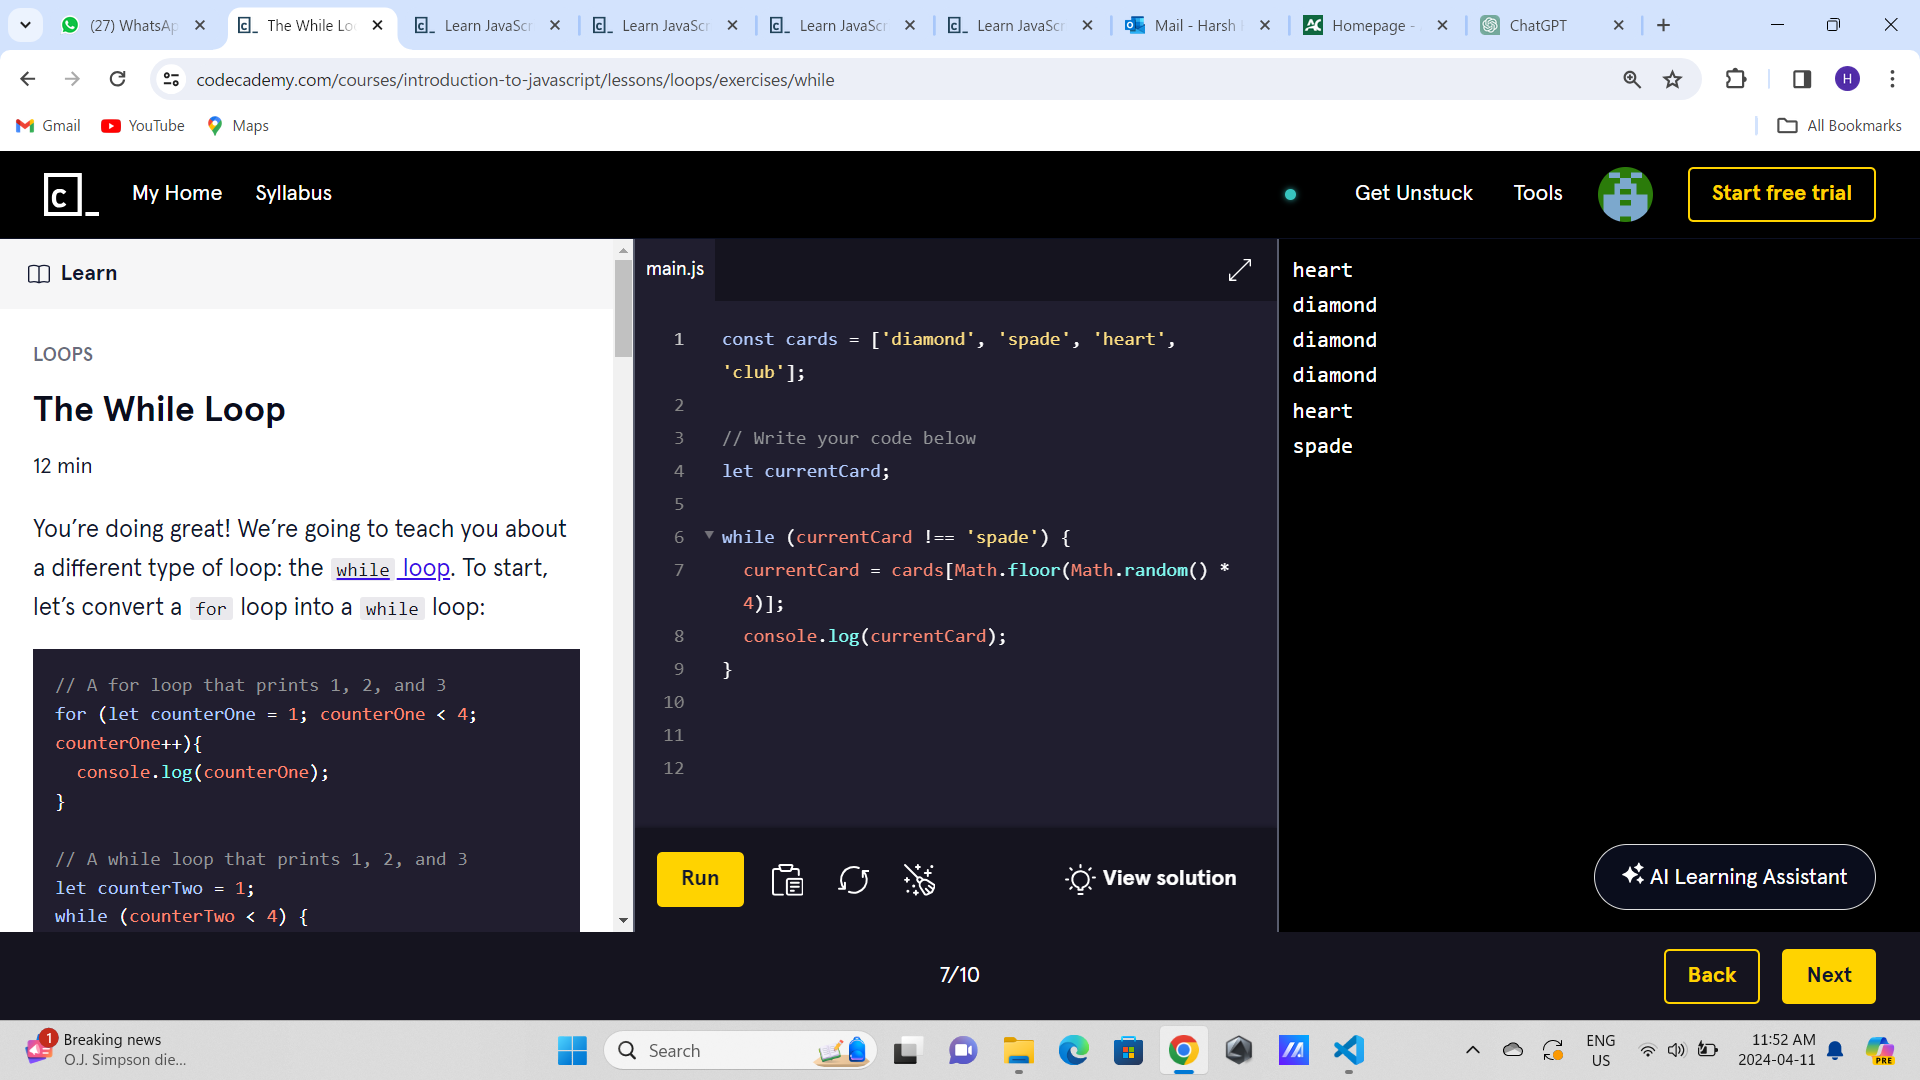 (27) WhatsAp
The While Lo
Learn JavaScr
Learn JavaScr
Learn JavaScr
Learn JavaScr
Mail - Harsh
Homepage -
ChatGPT
codecademy.com/courses/introduction-to-javascript/lessons/loops/exercises/while
H
Gmail
YouTube
Maps
All Bookmarks
c_
My Home
Syllabus
Get Unstuck
Tools
Start free trial
Learn
LOOPS
The While Loop
12 min
You’re doing great! We’re going to teach you about
a different type of loop: the while loop. To start,
let’s convert a for loop into a while loop:
// A for loop that prints 1, 2, and 3
for (let counterOne = 1; counterOne < 4;
counterOne++){
console.log(counterOne);
}
// A while loop that prints 1, 2, and 3
let counterTwo = 1;
while (counterTwo < 4) {
main.js
1 const cards = ['diamond', 'spade', 'heart',
'club'];
2
3 // Write your code below
4 let currentCard;
5
6 while (currentCard !== 'spade') {
7 currentCard = cards[Math.floor(Math.random() *
4)];
8 console.log(currentCard);
9 }
10
11
12
Run
View solution
heart
diamond
diamond
diamond
heart
spade
AI Learning Assistant
7/10
Back
Next
1
Breaking news
O.J. Simpson die...
Search
ENG
US
11:52 AM
2024-04-11
PRE